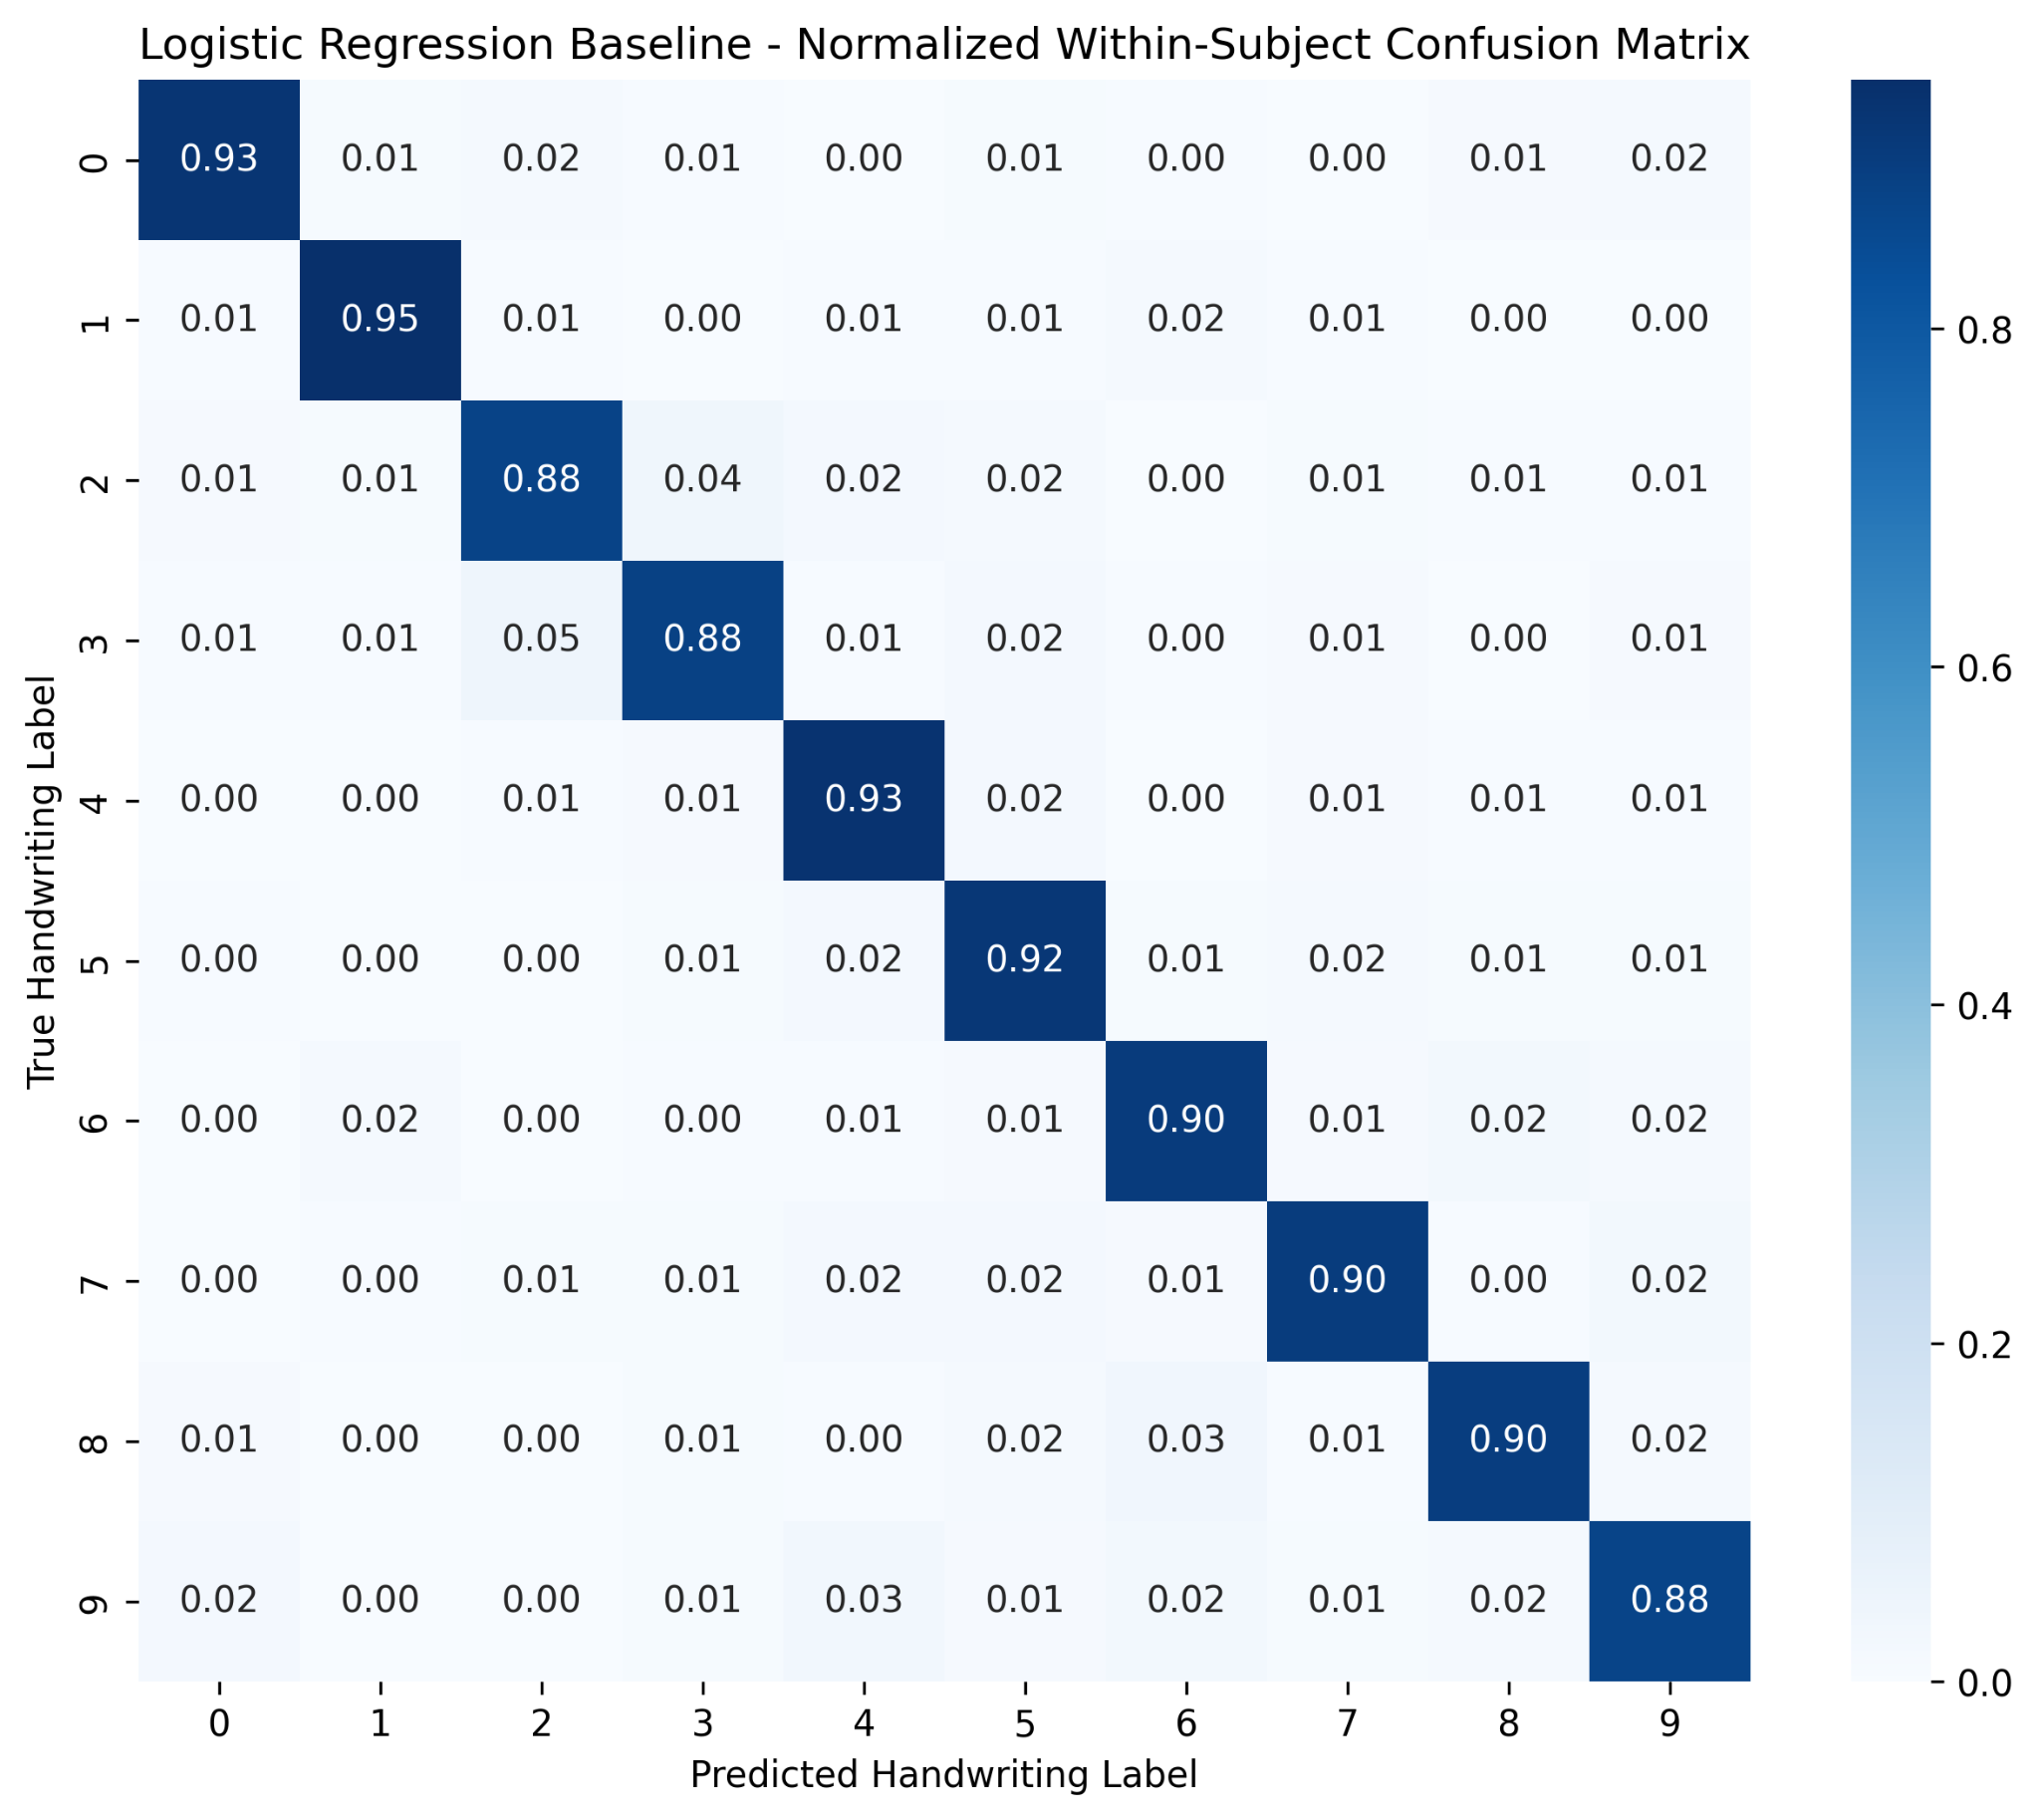 Logistic Regression Baseline - Normalized Within-Subject Confusion Matrix
0 0.93 0.01 0.02 0.01 0.00 0.01 0.00 0.00 0.01 0.02
1 0.01 0.95 0.01 0.00 0.01 0.01 0.02 0.01 0.00 0.00
2 0.01 0.01 0.88 0.04 0.02 0.02 0.00 0.01 0.01 0.01
3 0.01 0.01 0.05 0.88 0.01 0.02 0.00 0.01 0.00 0.01
4 0.00 0.00 0.01 0.01 0.93 0.02 0.00 0.01 0.01 0.01
5 0.00 0.00 0.00 0.01 0.02 0.92 0.01 0.02 0.01 0.01
6 0.00 0.02 0.00 0.00 0.01 0.01 0.90 0.01 0.02 0.02
7 0.00 0.00 0.01 0.01 0.02 0.02 0.01 0.90 0.00 0.02
8 0.01 0.00 0.00 0.01 0.00 0.02 0.03 0.01 0.90 0.02
9 0.02 0.00 0.00 0.01 0.03 0.01 0.02 0.01 0.02 0.88
0 1 2 3 4 5 6 7 8 9
Predicted Handwriting Label
True Handwriting Label
0.8
0.6
0.4
0.2
0.0